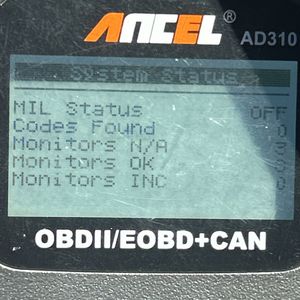 ANCEL®
AD310
System Status
MIL Status OFF
Codes Found 0
Monitors N/A 3
Monitors OK 8
Monitors INC 0
OBDII/EOBD+CAN